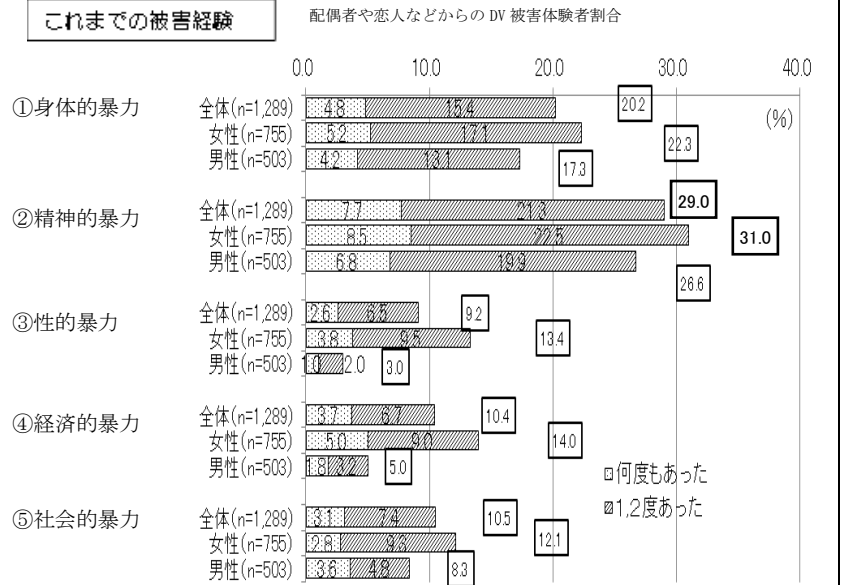 これまでの被害経験
配偶者や恋人などからの DV 被害体験者割合
0.0 10.0 20.0 30.0 40.0
(%)
①身体的暴力
全体(n=1,289) 4.8 15.4 20.2
女性(n=755) 5.2 17.1 22.3
男性(n=503) 4.2 13.1 17.3
②精神的暴力
全体(n=1,289) 7.7 21.3 29.0
女性(n=755) 8.5 22.5 31.0
男性(n=503) 6.8 19.9 26.6
③性的暴力
全体(n=1,289) 2.6 6.5 9.2
女性(n=755) 3.8 9.5 13.4
男性(n=503) 1.0 2.0 3.0
④経済的暴力
全体(n=1,289) 3.7 6.7 10.4
女性(n=755) 5.0 9.0 14.0
男性(n=503) 1.8 3.2 5.0
⑤社会的暴力
全体(n=1,289) 3.1 7.4 10.5
女性(n=755) 2.8 9.3 12.1
男性(n=503) 3.6 4.8 8.3
何度もあった
1,2度あった